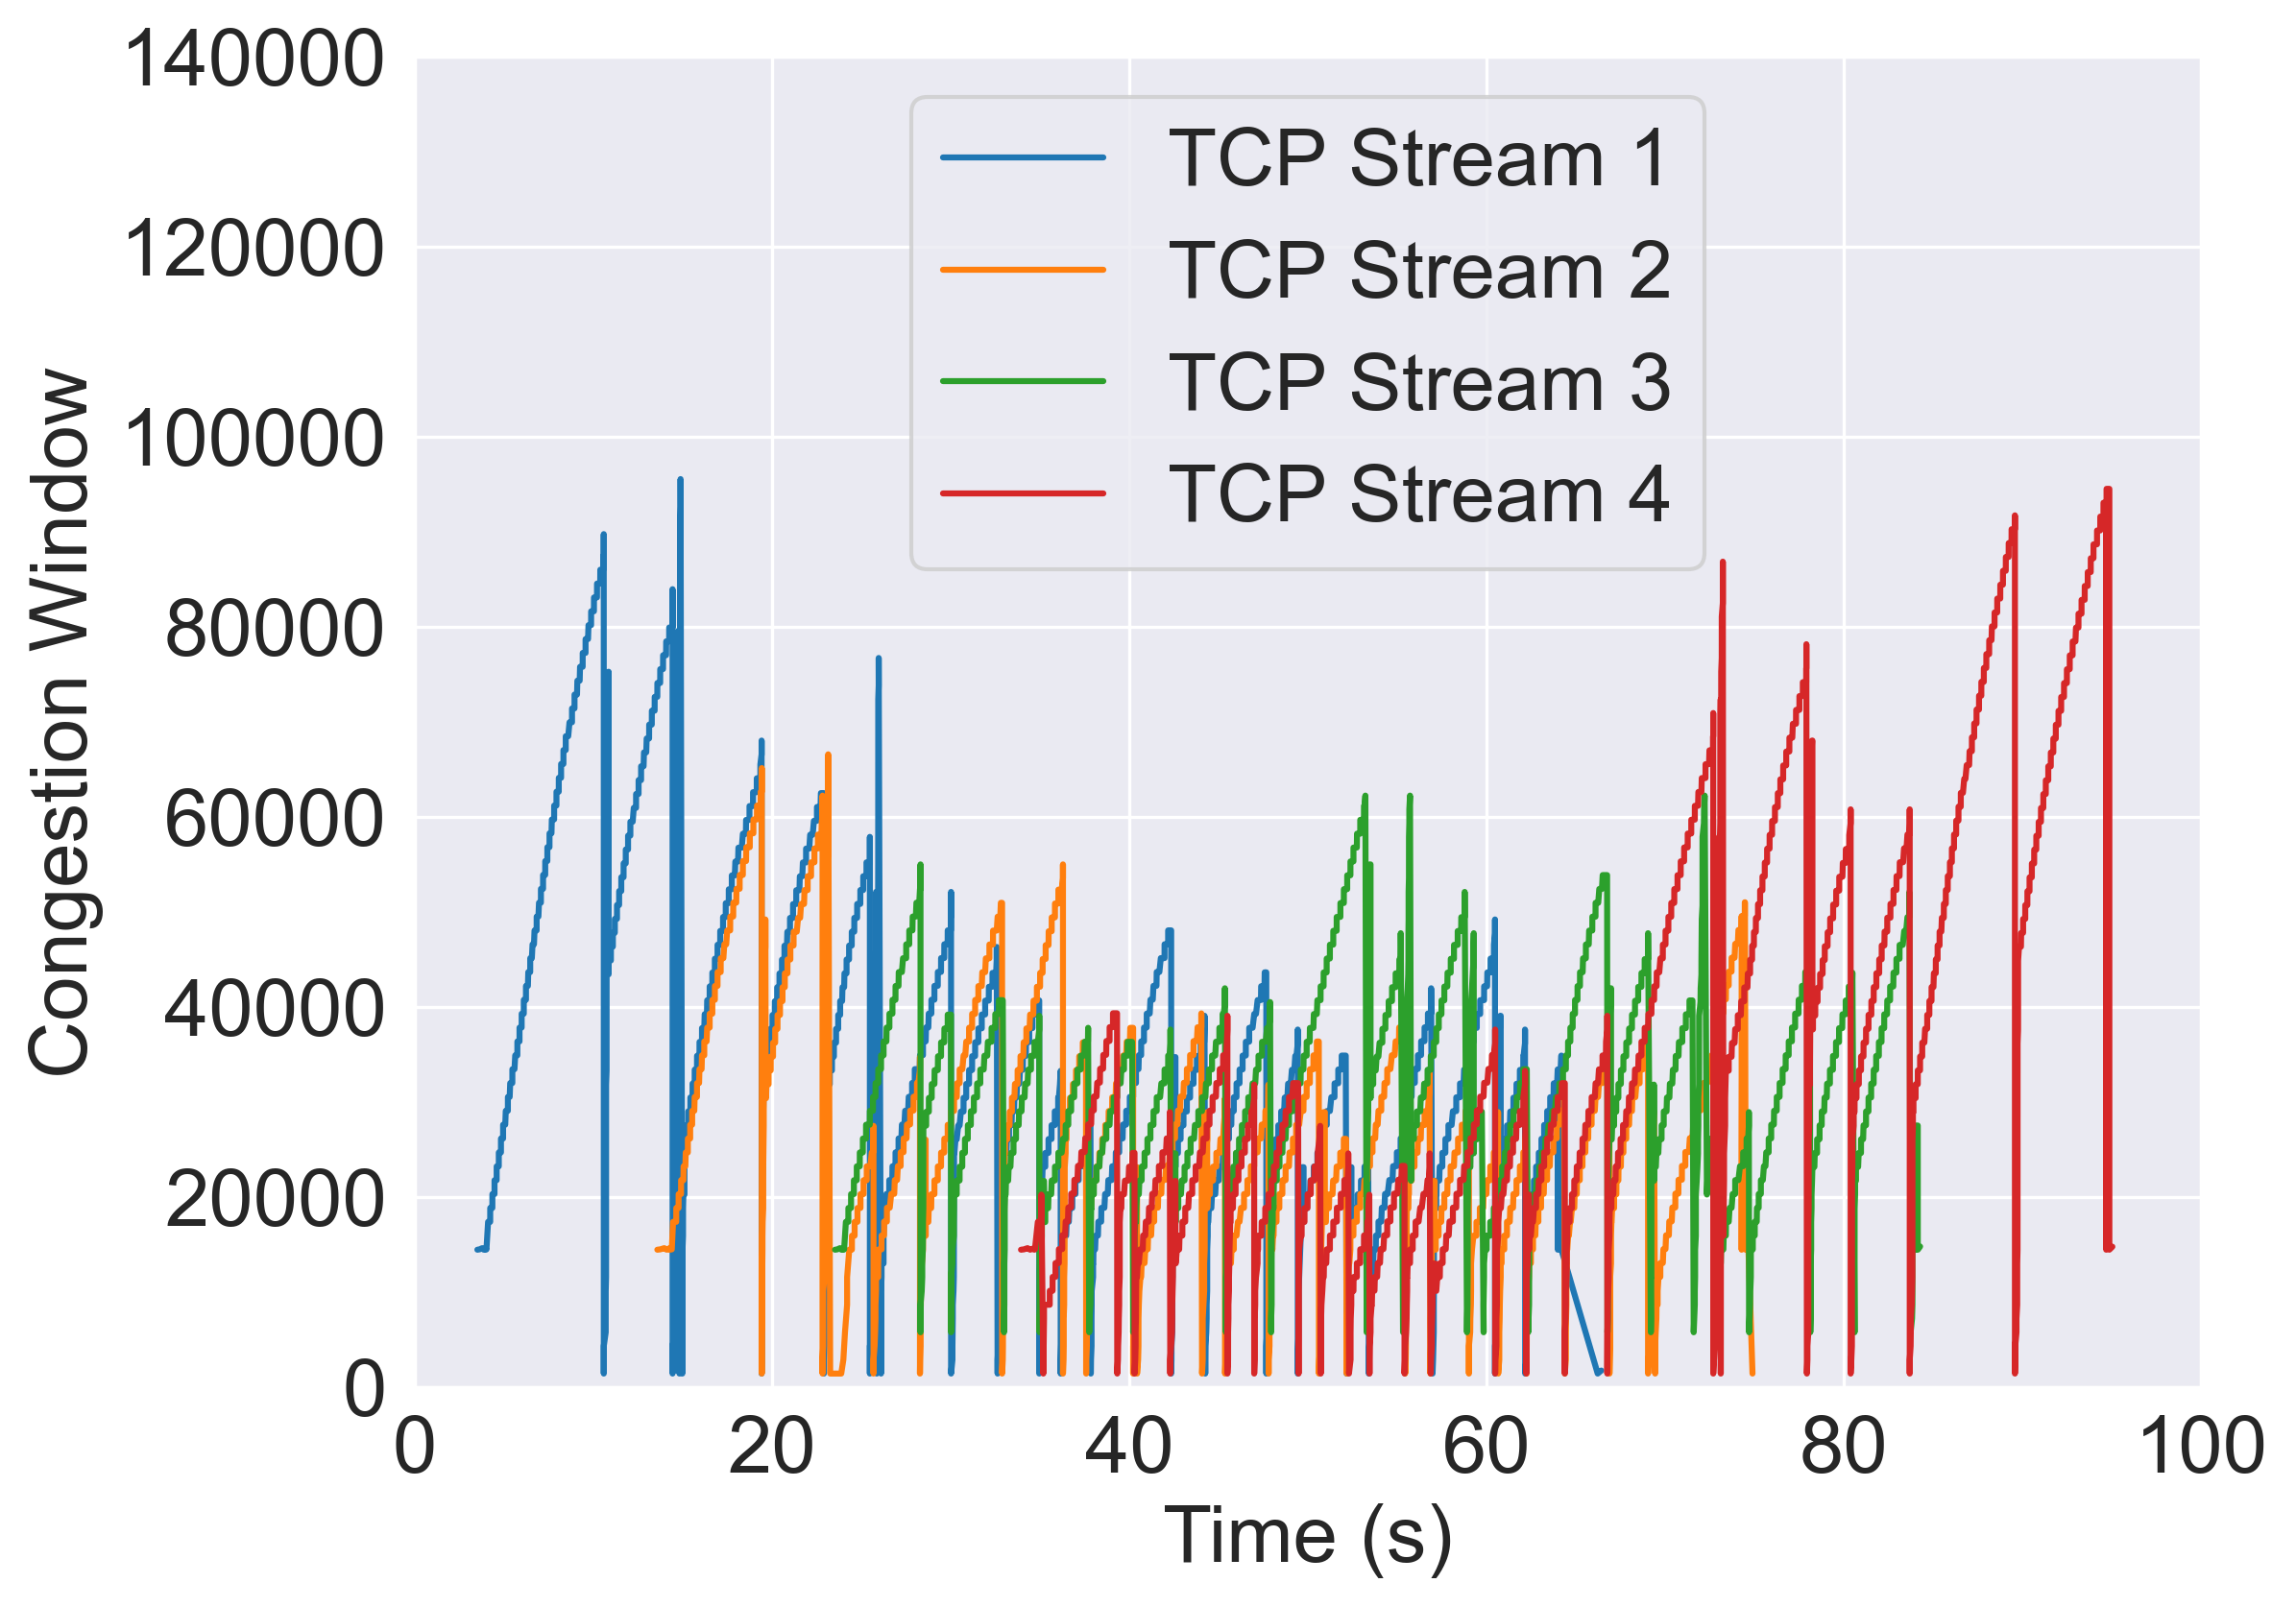 140000
120000
100000
80000
60000
40000
20000
0
Congestion Window
TCP Stream 1
TCP Stream 2
TCP Stream 3
TCP Stream 4
0 20 40 60 80 100
Time (s)